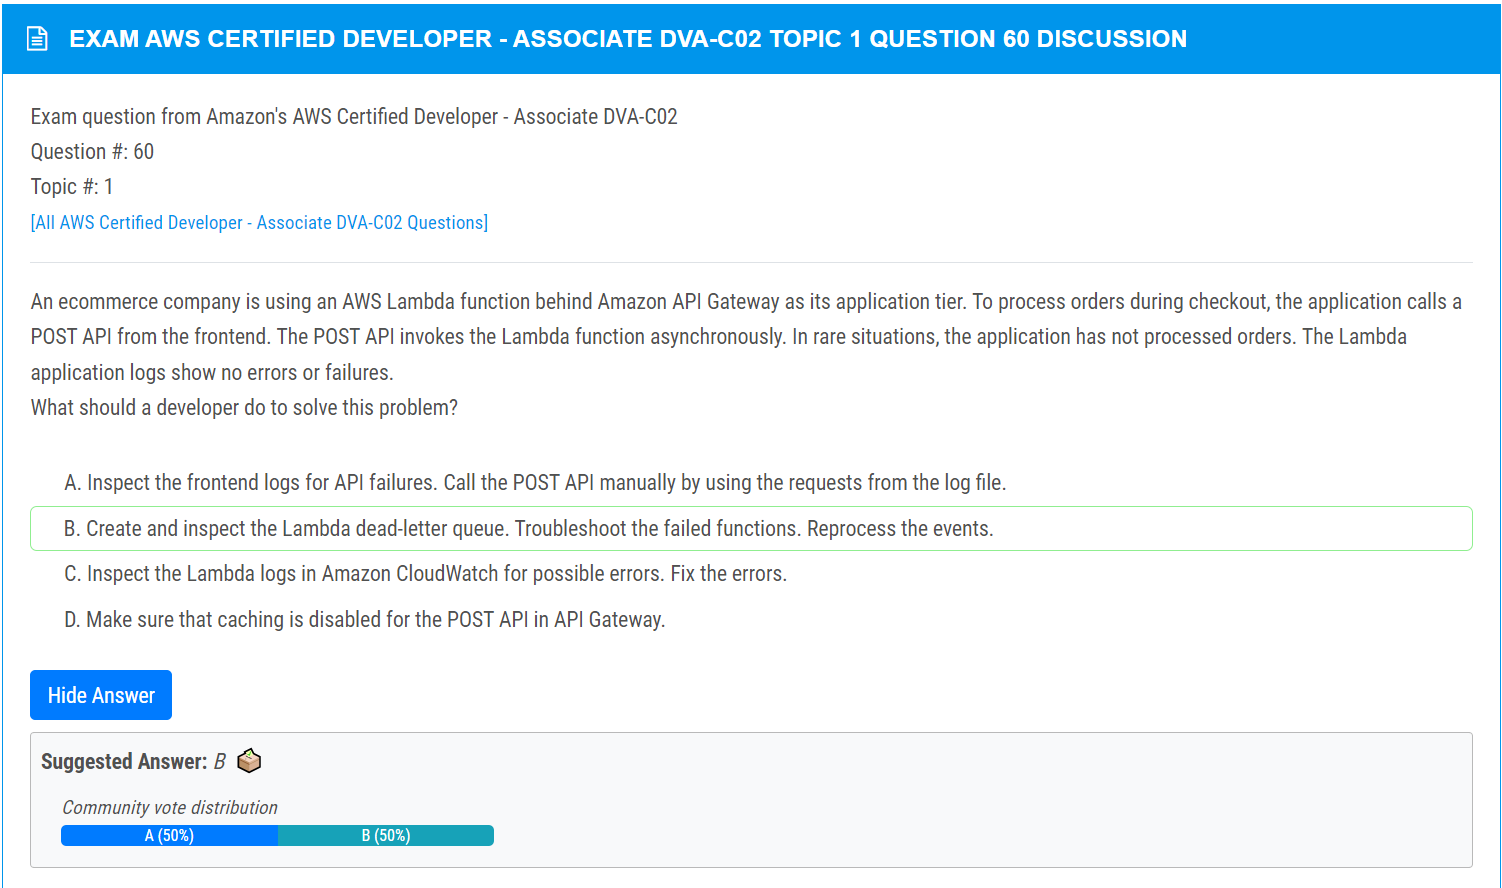 EXAM AWS CERTIFIED DEVELOPER - ASSOCIATE DVA-C02 TOPIC 1 QUESTION 60 DISCUSSION
Exam question from Amazon's AWS Certified Developer - Associate DVA-C02
Question #: 60
Topic #: 1
[All AWS Certified Developer - Associate DVA-C02 Questions]
An ecommerce company is using an AWS Lambda function behind Amazon API Gateway as its application tier. To process orders during checkout, the application calls a
POST API from the frontend. The POST API invokes the Lambda function asynchronously. In rare situations, the application has not processed orders. The Lambda
application logs show no errors or failures.
What should a developer do to solve this problem?
A. Inspect the frontend logs for API failures. Call the POST API manually by using the requests from the log file.
B. Create and inspect the Lambda dead-letter queue. Troubleshoot the failed functions. Reprocess the events.
C. Inspect the Lambda logs in Amazon CloudWatch for possible errors. Fix the errors.
D. Make sure that caching is disabled for the POST API in API Gateway.
Hide Answer
Suggested Answer: B
Community vote distribution
A (50%) B (50%)